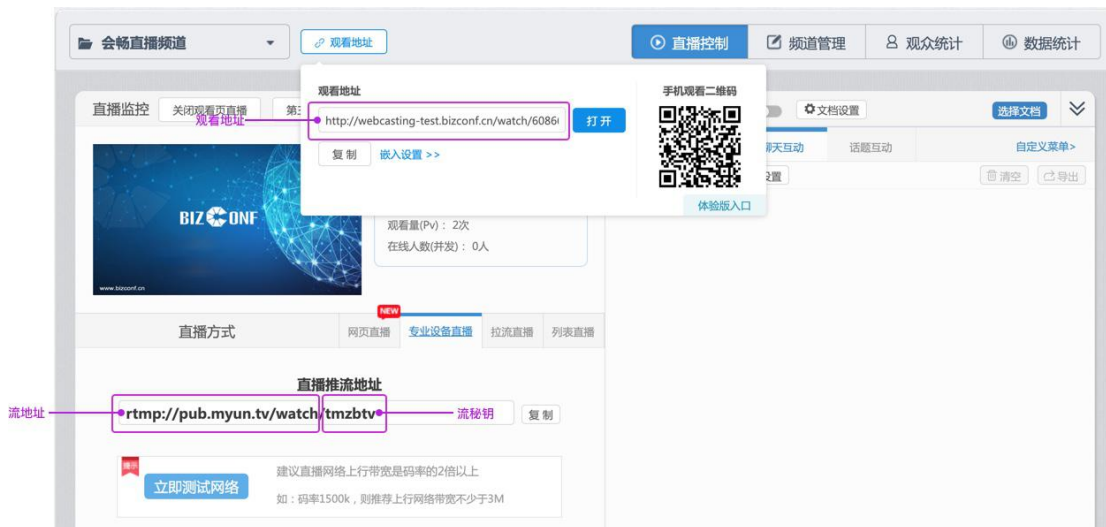 会畅直播频道
观看地址
直播控制
频道管理
观众统计
数据统计
观看地址
手机观看二维码
http://webcasting-test.bizconf.cn/watch/6086
打开
复制
嵌入设置 >>
体验版入口
直播监控
关闭观看页直播
观看地址
文档设置
选择文档
天互动
话题互动
自定义菜单>
清空
导出
BIZCONF
www.bizconf.cn
观看量(Pv)： 2次
在线人数(并发)： 0人
直播方式
NEW
网页直播
专业设备直播
拉流直播
列表直播
直播推流地址
流地址
rtmp://pub.myun.tv/watch/tmzbtv
流秘钥
复制
提示
立即测试网络
建议直播网络上行带宽是码率的2倍以上
如：码率1500k，则推荐上行网络带宽不少于3M